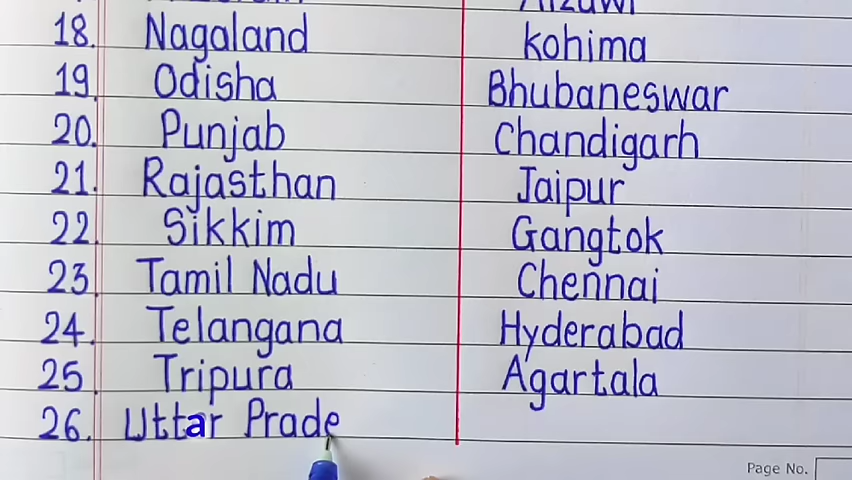 18. Nagaland kohima
19. Odisha Bhubaneswar
20. Punjab Chandigarh
21. Rajasthan Jaipur
22. Sikkim Gangtok
23. Tamil Nadu Chennai
24. Telangana Hyderabad
25 Tripura Agartala
26. Uttar Prade
Page No.